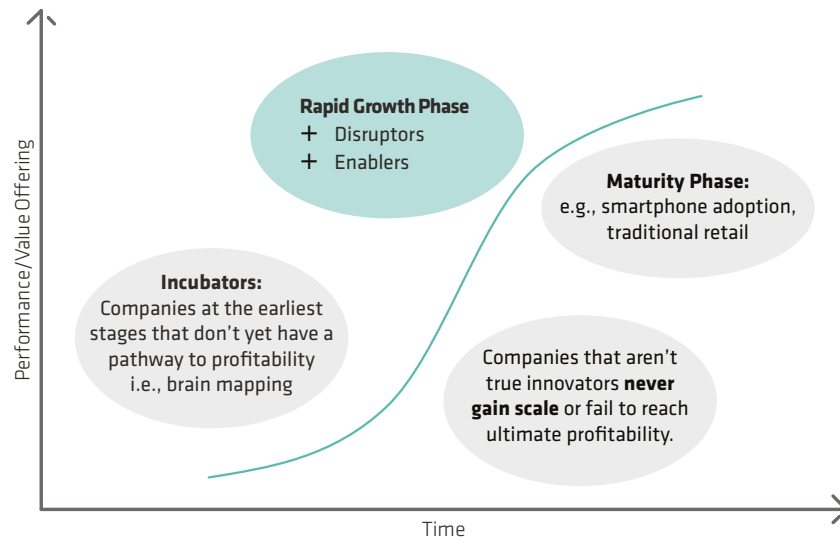 Performance/Value Offering
Rapid Growth Phase
+ Disruptors
+ Enablers
Maturity Phase:
e.g., smartphone adoption,
traditional retail
Incubators:
Companies at the earliest
stages that don’t yet have a
pathway to profitability
i.e., brain mapping
Companies that aren’t
true innovators never
gain scale or fail to reach
ultimate profitability.
Time